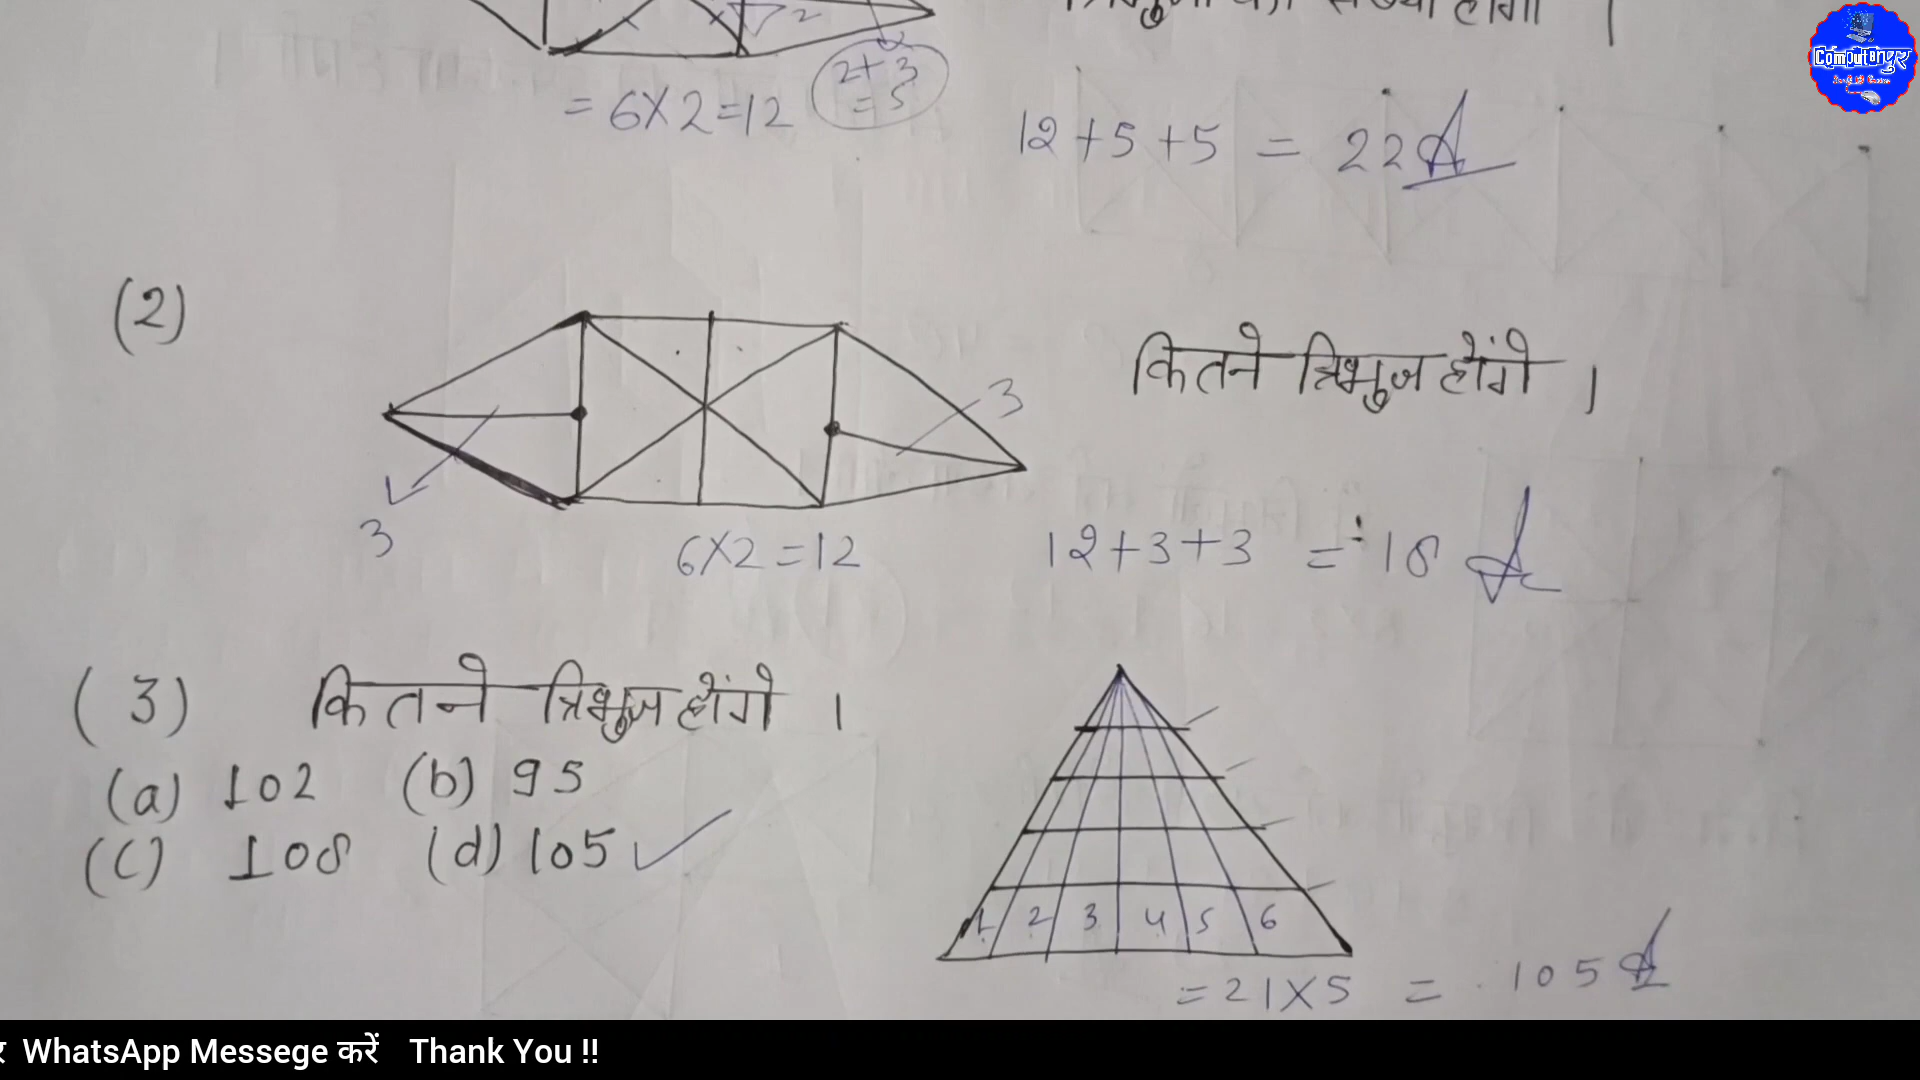 2
2+3
= 5
= 6X2=12
12+5+5 = 22
(2)
कितने त्रिभुज होंगे ।
3
3
6X2=12
12+3+3 = 18
(3) कितने त्रिभुज होंगे ।
(a) 102 (b) 95
(C) 108 (d) 105
1 2 3 4 5 6
= 21X5 = 105
Computerगुर
WhatsApp Messege करें Thank You !!